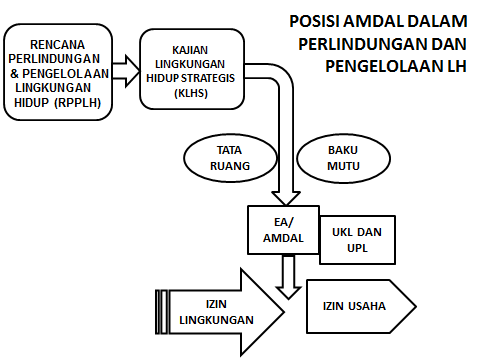 POSISI AMDAL DALAM
PERLINDUNGAN DAN
PENGELOLAAN LH
RENCANA
PERLINDUNGAN
& PENGELOLAAN
LINGKUNGAN
HIDUP (RPPLH)
KAJIAN
LINGKUNGAN
HIDUP STRATEGIS
(KLHS)
TATA
RUANG
BAKU
MUTU
EA/
AMDAL
UKL DAN
UPL
IZIN
LINGKUNGAN
IZIN USAHA